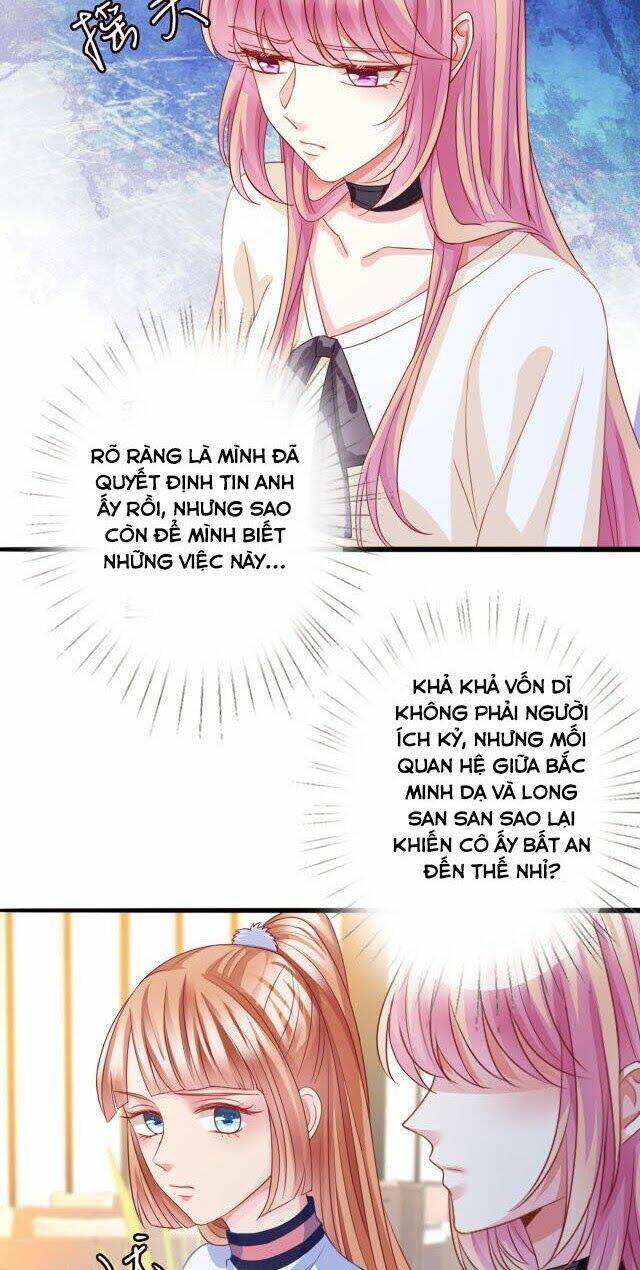 摇头
RÕ RÀNG LÀ MÌNH ĐÃ
QUYẾT ĐỊNH TIN ANH
ẤY RỒI, NHƯNG SAO
CÒN ĐỂ MÌNH BIẾT
NHỮNG VIỆC NÀY...
KHẢ KHẢ VỐN DĨ
KHÔNG PHẢI NGƯỜI
ÍCH KỶ, NHƯNG MỐI
QUAN HỆ GIỮA BẮC
MINH DẠ VÀ LONG
SAN SAN SAO LẠI
KHIẾN CÔ ẤY BẤT AN
ĐẾN THẾ NHỈ?